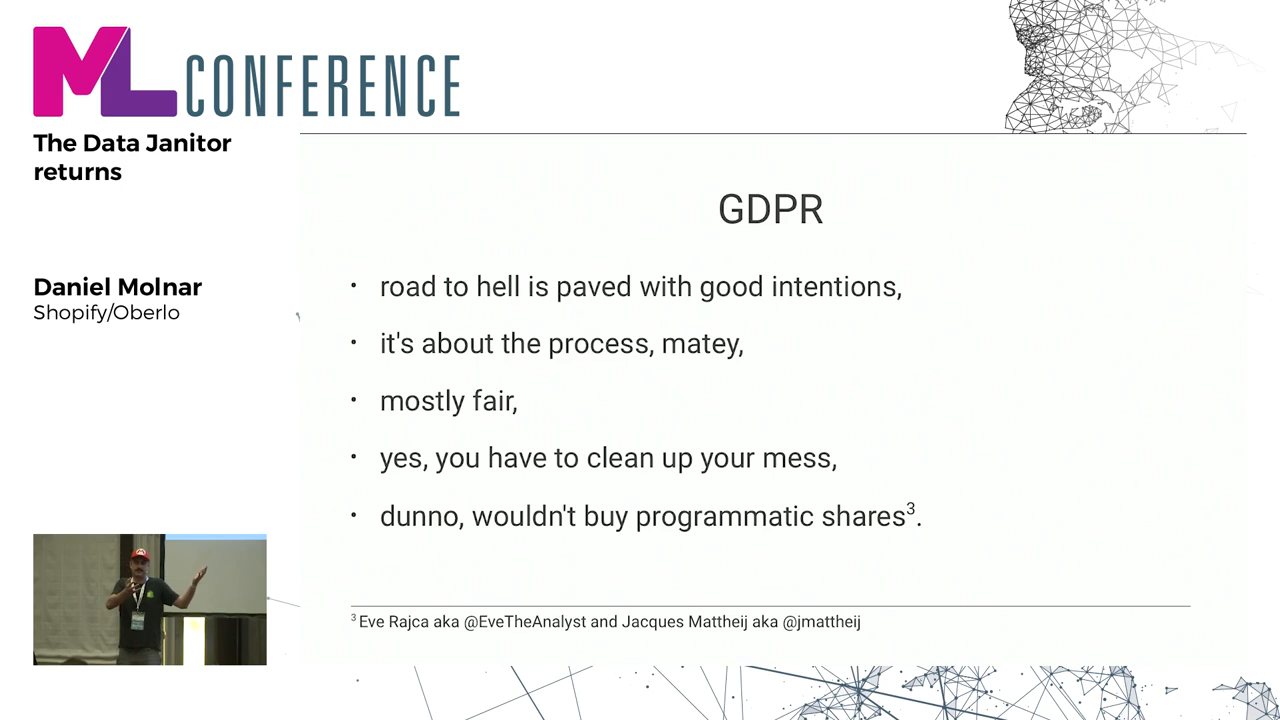 ML CONFERENCE
The Data Janitor
returns
Daniel Molnar
Shopify/Oberlo
GDPR
· road to hell is paved with good intentions,
· it's about the process, matey,
· mostly fair,
· yes, you have to clean up your mess,
· dunno, wouldn't buy programmatic shares³.
³ Eve Rajca aka @EveTheAnalyst and Jacques Mattheij aka @jmattheij